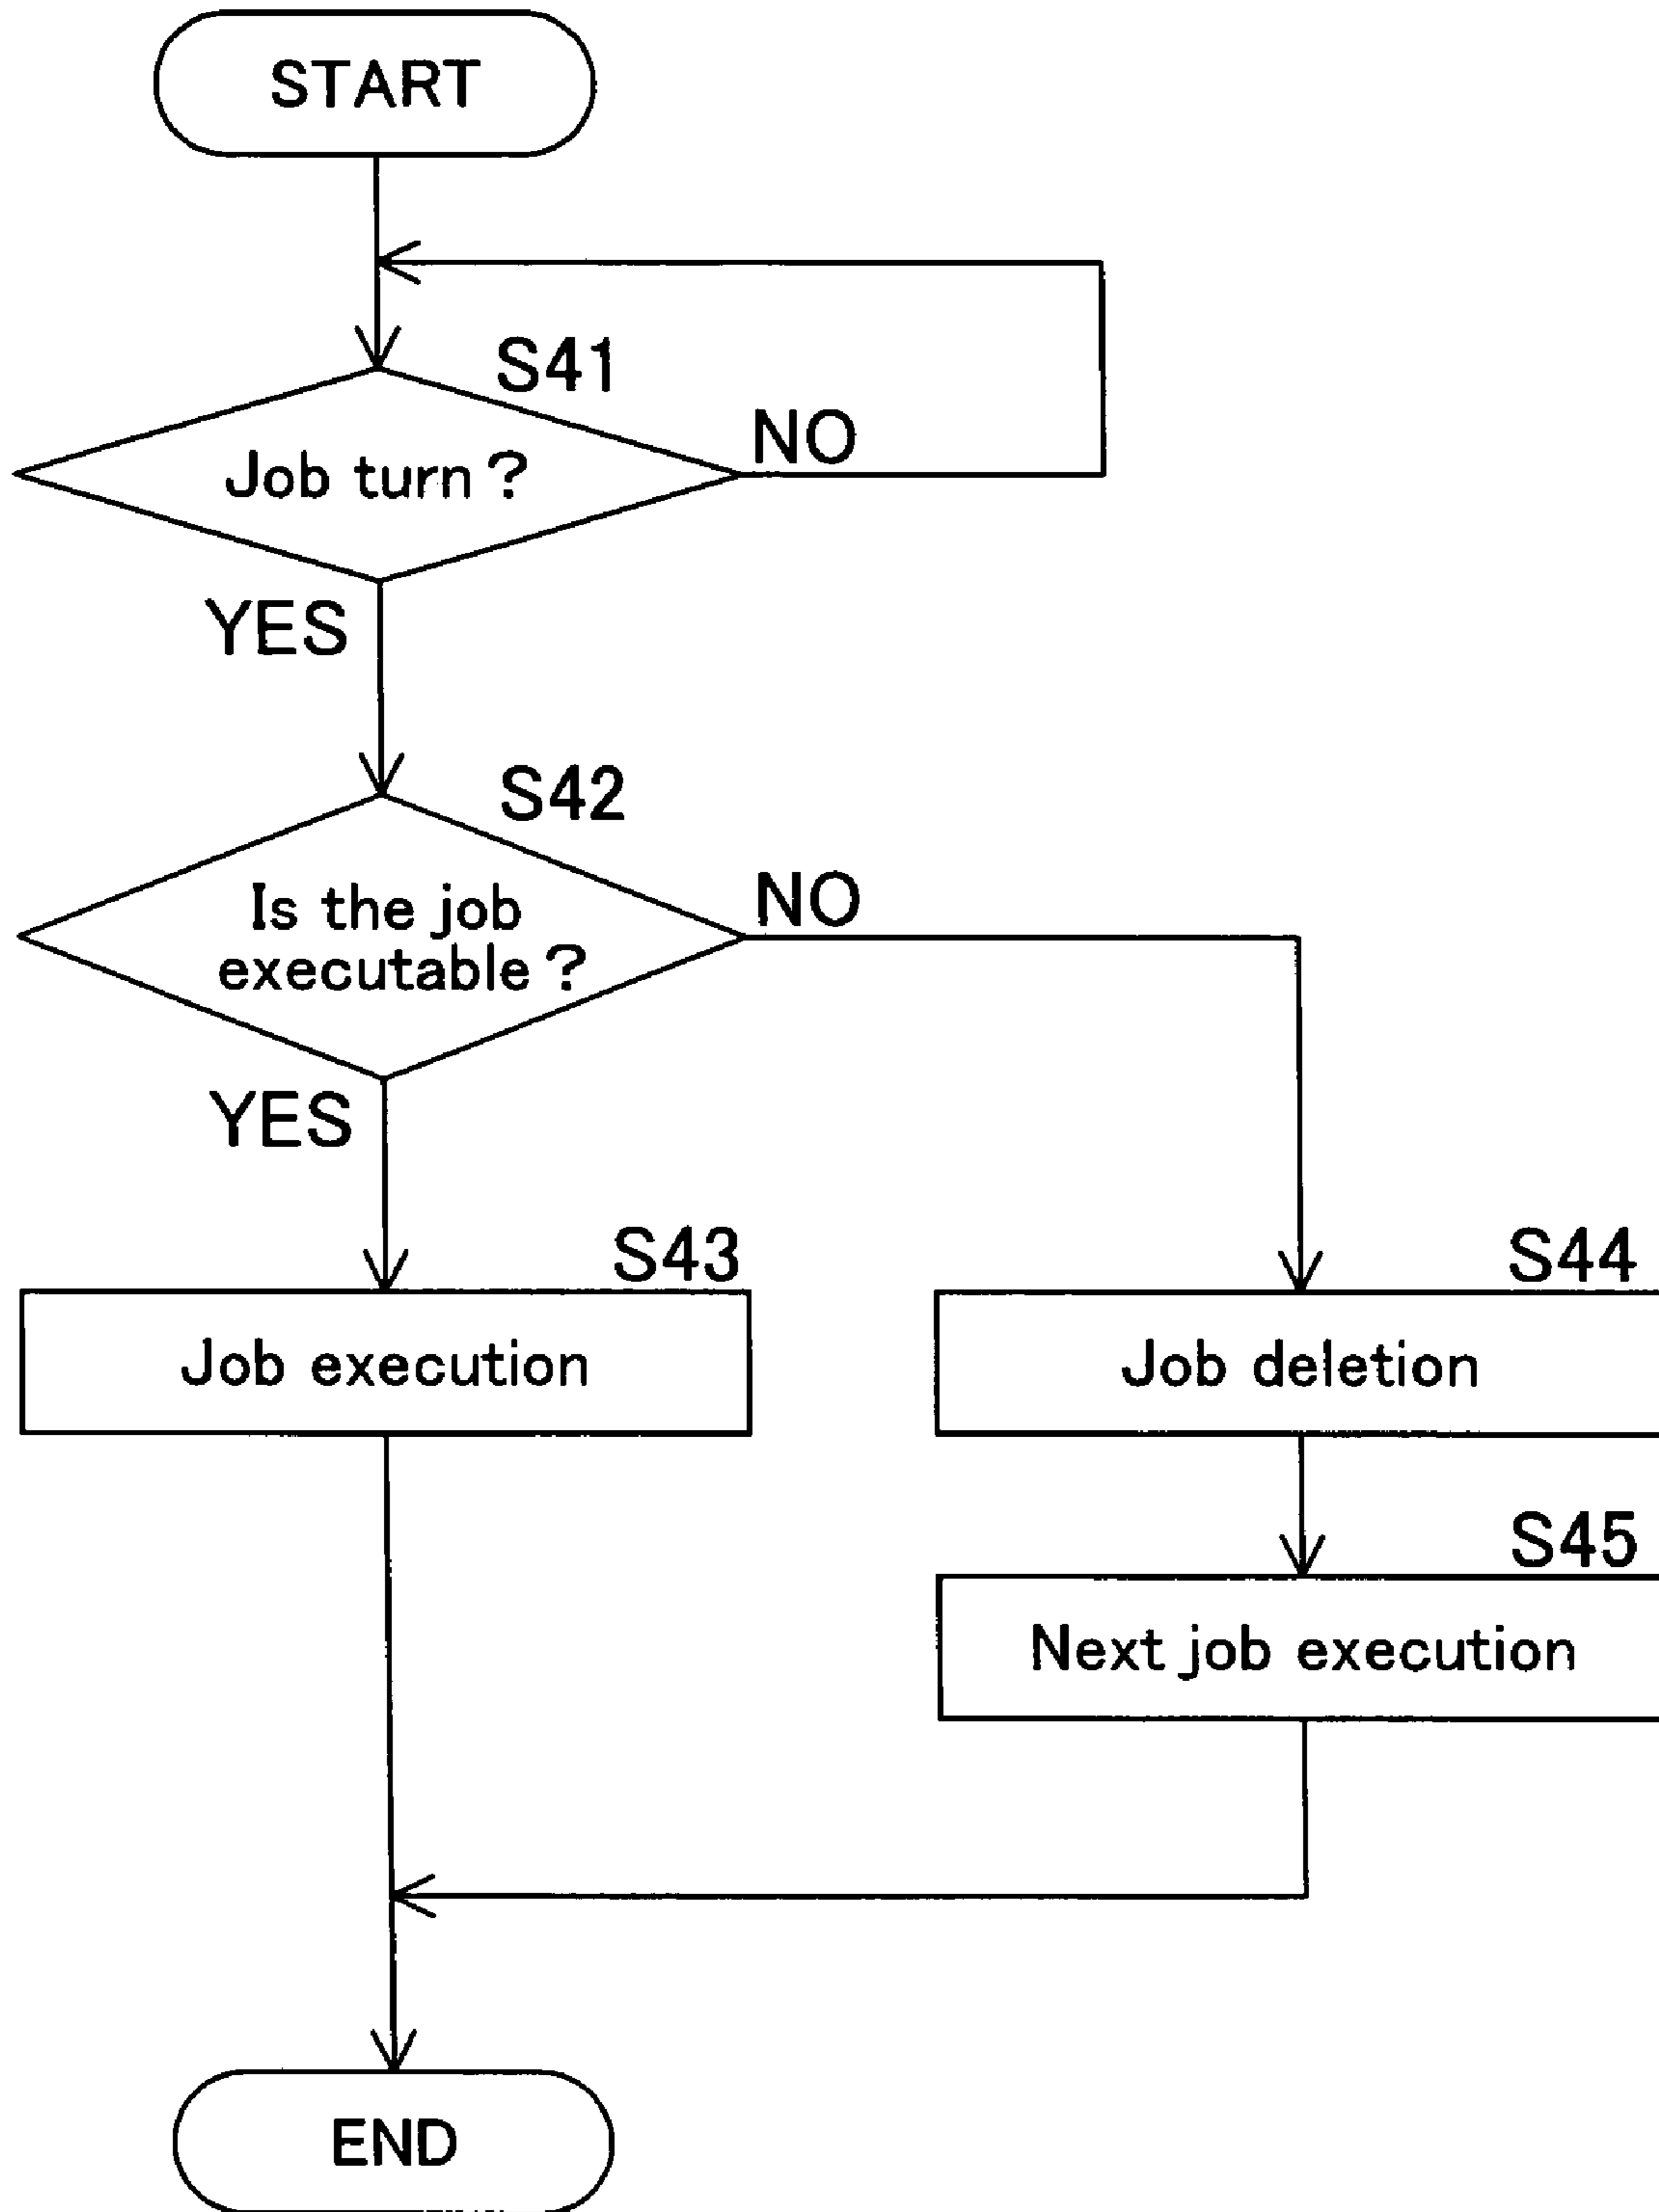 START
S41
Job turn ?
NO
YES
S42
Is the job
executable ?
NO
YES
S43
Job execution
S44
Job deletion
S45
Next job execution
END